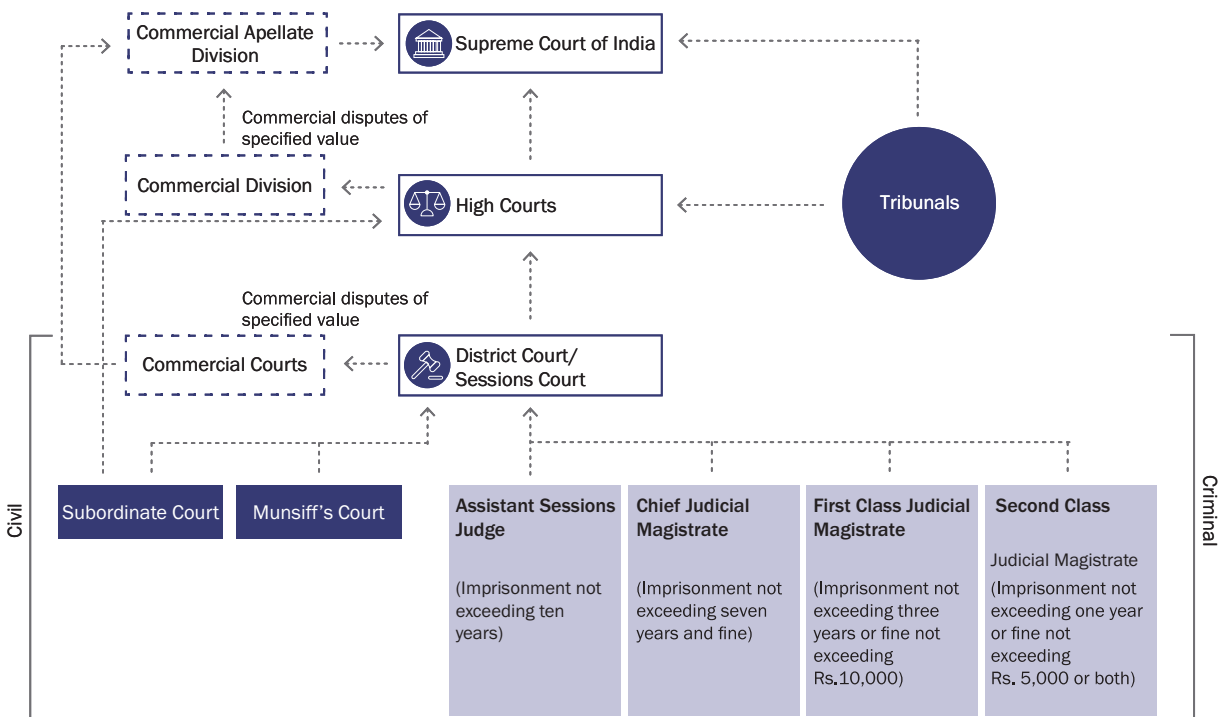 Commercial Apellate
Division
Supreme Court of India
Commercial disputes of
specified value
Commercial Division
High Courts
Tribunals
Commercial disputes of
specified value
Commercial Courts
District Court/
Sessions Court
Civil
Criminal
Subordinate Court
Munsiff's Court
Assistant Sessions
Judge
(Imprisonment not
exceeding ten
years)
Chief Judicial
Magistrate
(Imprisonment not
exceeding seven
years and fine)
First Class Judicial
Magistrate
(Imprisonment not
exceeding three
years or fine not
exceeding
Rs.10,000)
Second Class
Judicial Magistrate
(Imprisonment not
exceeding one year
or fine not
exceeding
Rs. 5,000 or both)